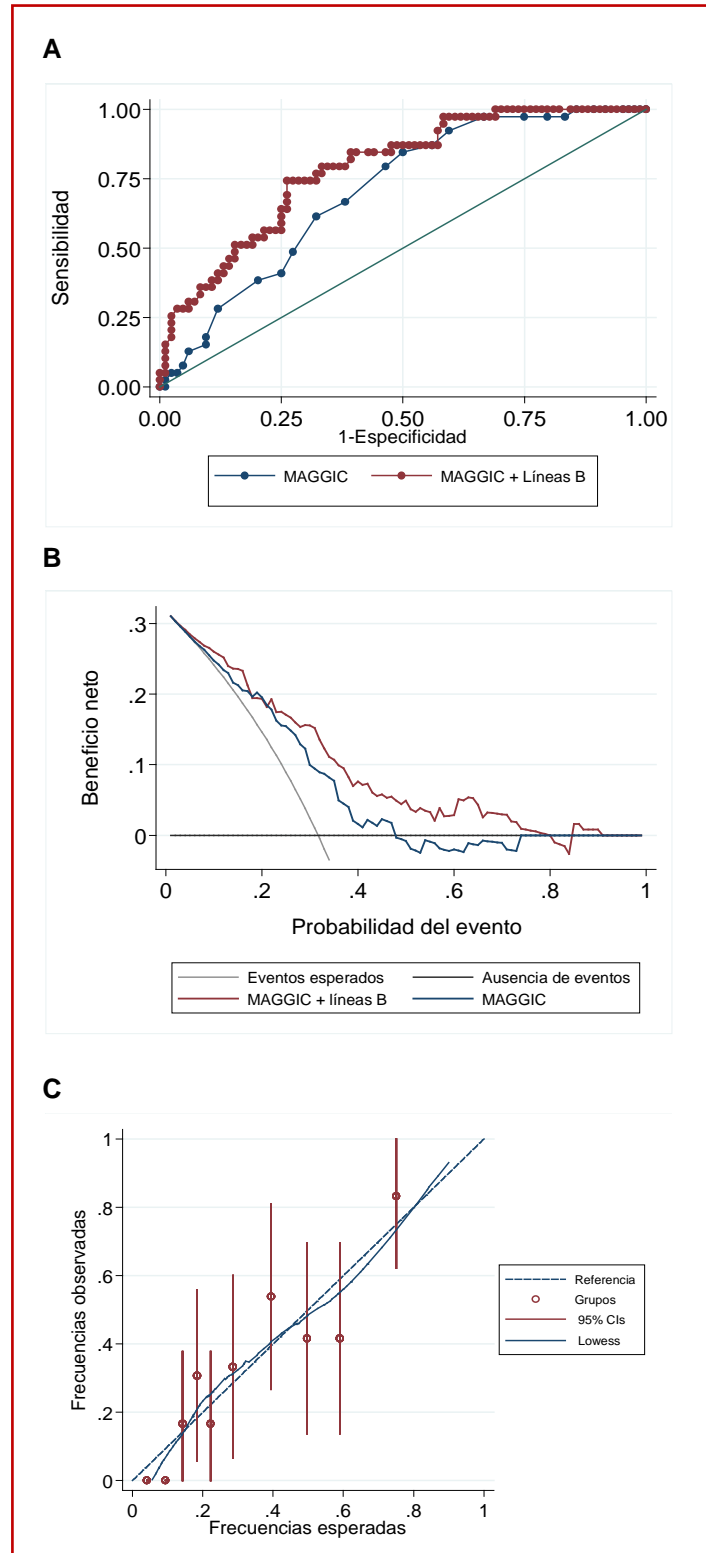 A
Sensibilidad
1.00
0.75
0.50
0.25
0.00
0.00 0.25 0.50 0.75 1.00
1-Especificidad
MAGGIC MAGGIC + Líneas B
B
Beneficio neto
.3
.2
.1
0
0 .2 .4 .6 .8 1
Probabilidad del evento
Eventos esperados Ausencia de eventos
MAGGIC + líneas B MAGGIC
C
Frecuencias observadas
1
.8
.6
.4
.2
0
0 .2 .4 .6 .8 1
Frecuencias esperadas
Referencia
Grupos
95% CIs
Lowess